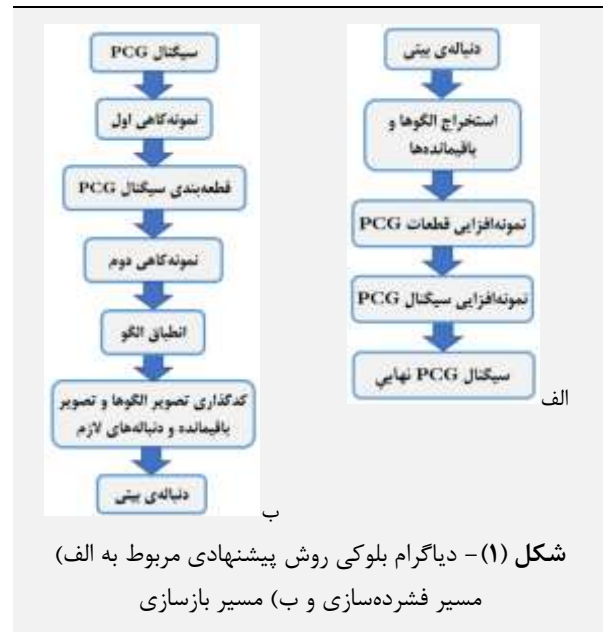 دنباله‌ی بیتی
استخراج الگوها و
باقیمانده‌ها
نمونه‌افزایی قطعات PCG
نمونه‌افزایی سیگنال PCG
سیگنال PCG نهایی
الف
سیگنال PCG
نمونه‌کاهی اول
قطعه‌بندی سیگنال PCG
نمونه‌کاهی دوم
انطباق الگو
کدگذاری تصویر الگوها و تصویر
باقیمانده و دنباله‌های لازم
دنباله‌ی بیتی
ب
شکل (۱)- دیاگرام بلوکی روش پیشنهادی مربوط به الف)
مسیر فشرده‌سازی و ب) مسیر بازسازی